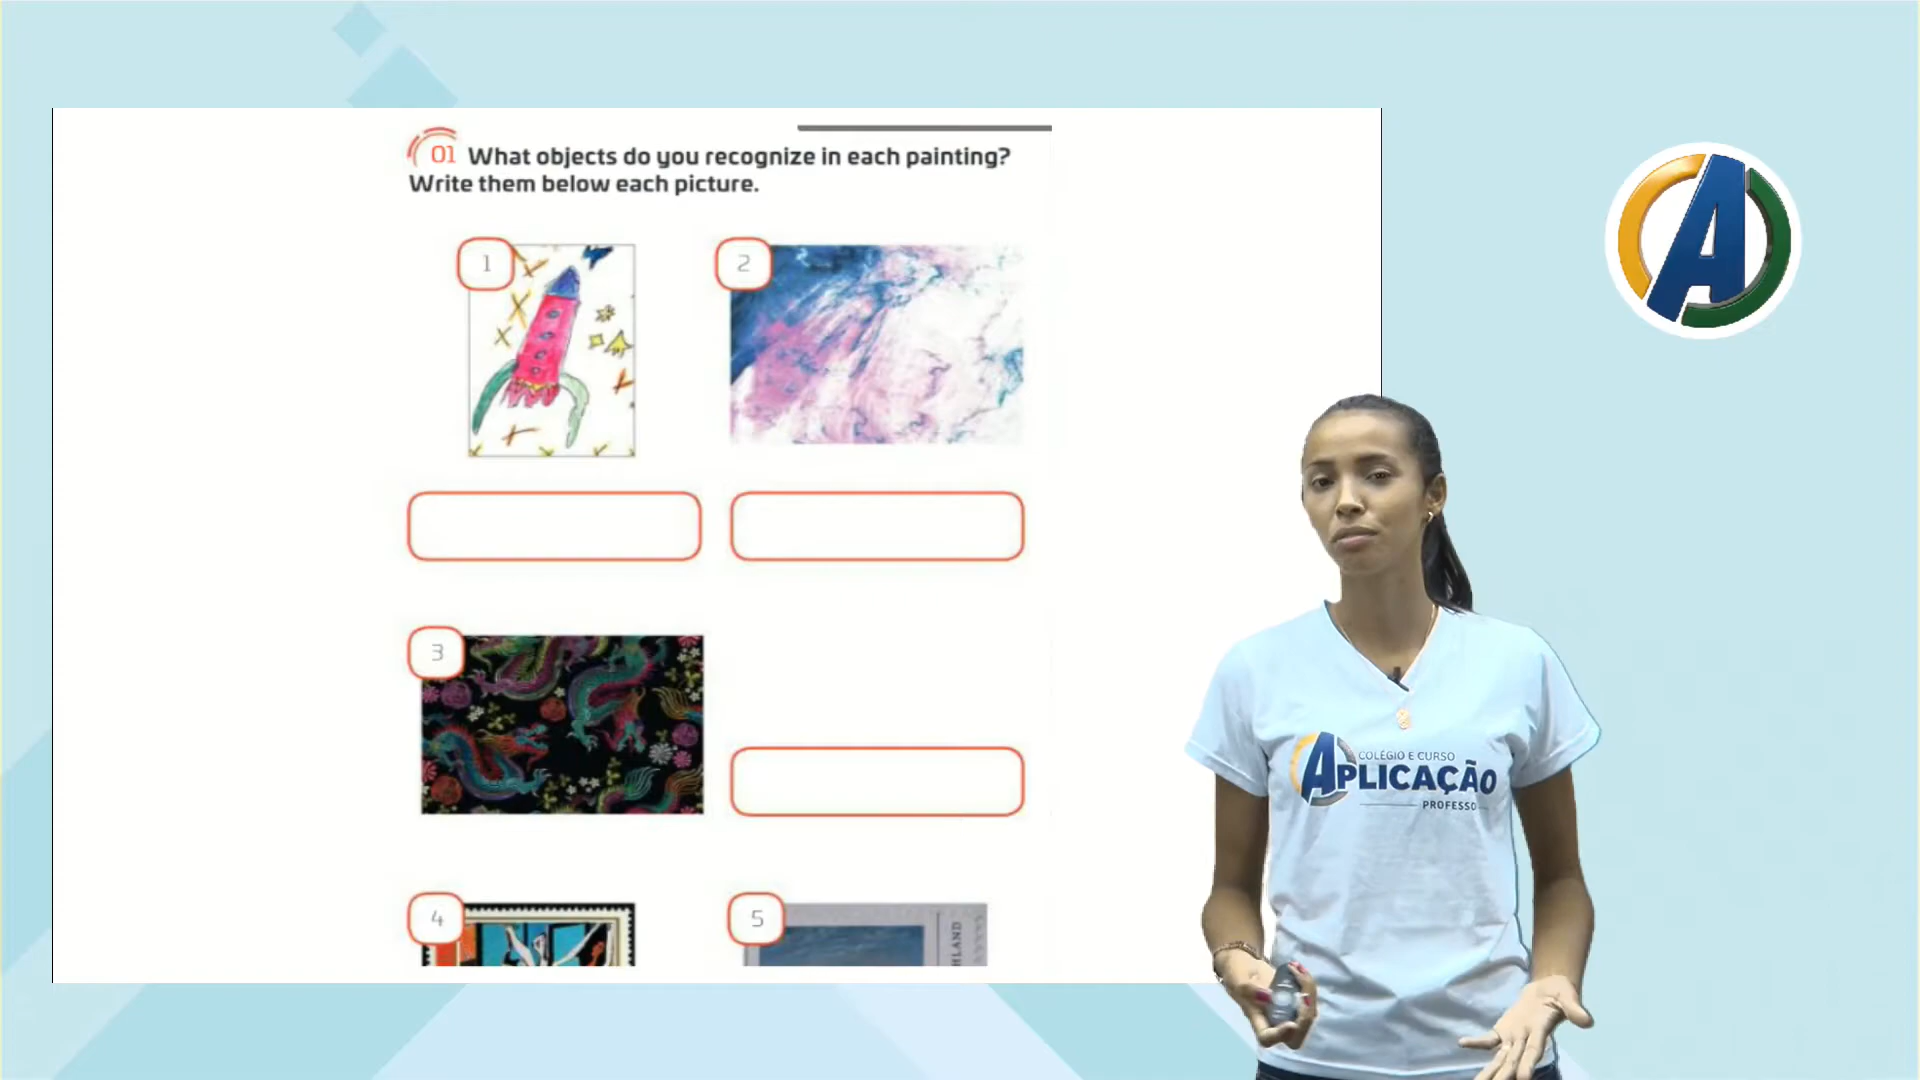 01 What objects do you recognize in each painting?
Write them below each picture.
1
2
3
4
5
HLAND
A
COLÉGIO E CURSO
APLICAÇÃO
PROFESSO